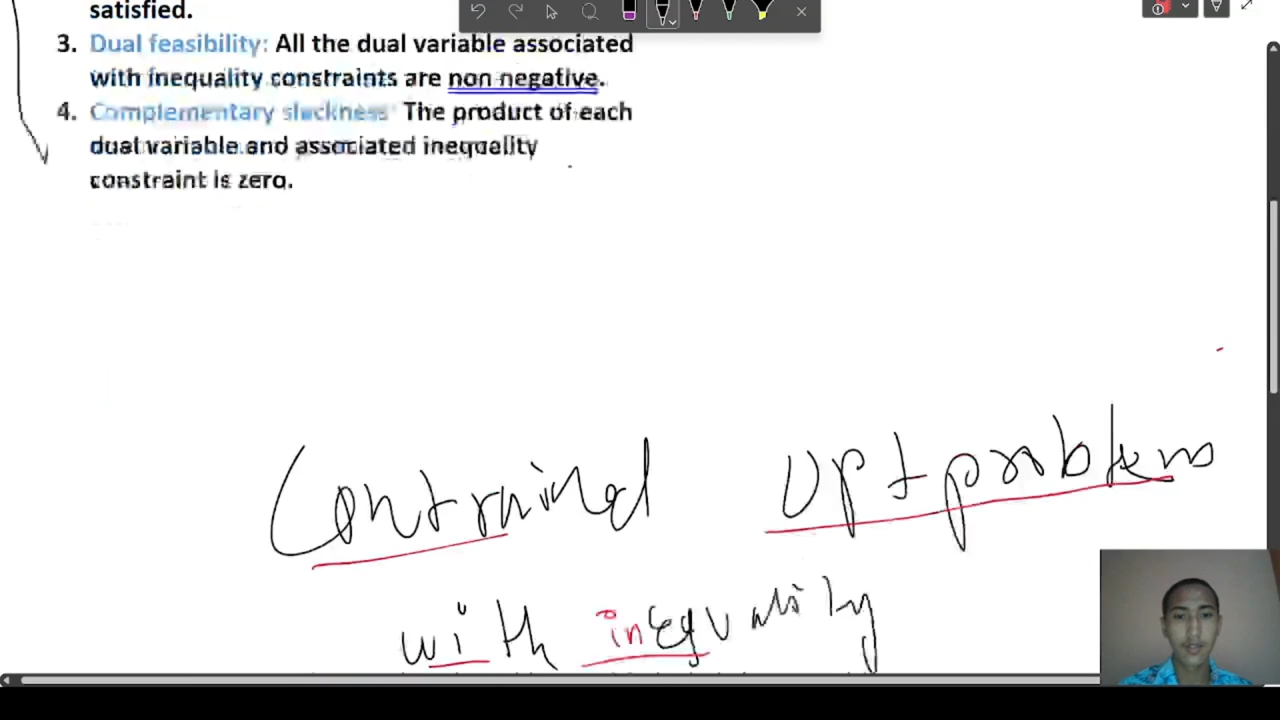 satisfied.
3. Dual feasibility: All the dual variable associated
with inequality constraints are non negative.
4. Complementary slackness The product of each
dual variable and associated inequality
constraint is zero.
Contrained Opt problems
with inequality